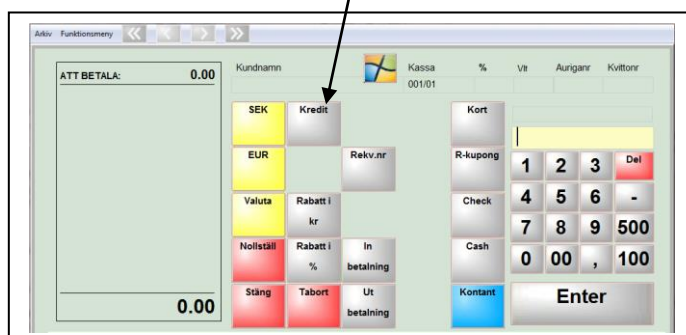 Arkiv Funktionsmeny
ATT BETALA: 0.00
Kundnamn Kassa % Vtt Auriganr Kvittonr
001/01
SEK Kredit Kort
EUR Rekv.nr R-kupong 1 2 3 Del
Valuta Rabatt i kr Check 4 5 6 -
7 8 9 500
Nollställ Rabatt i % In betalning Cash 0 00 , 100
Stäng Tabort Ut betalning Kontant Enter
0.00